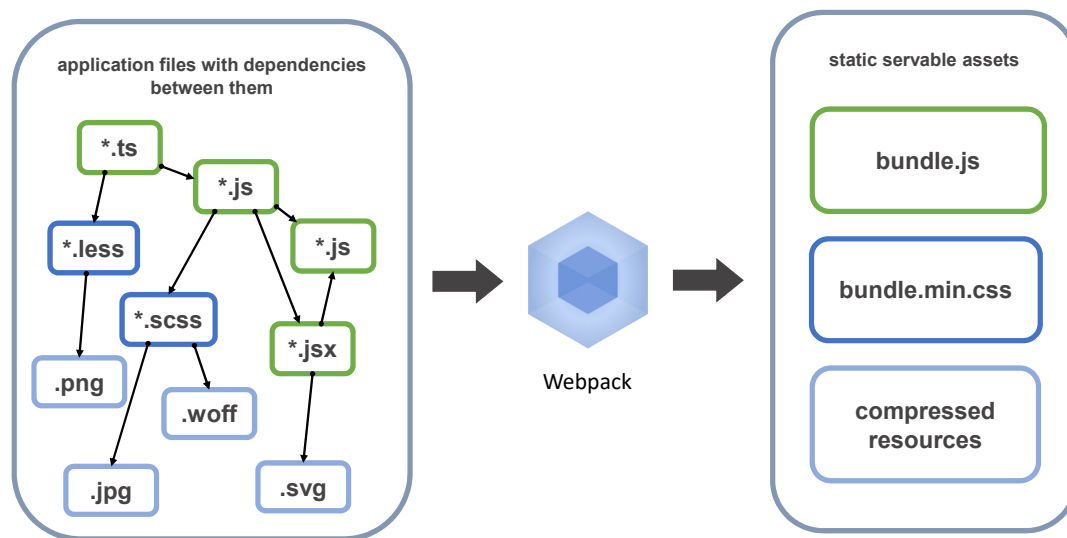 application files with dependencies
between them
*.ts
*.js
*.js
*.less
*.scss
*.jsx
.png
.woff
.jpg
.svg
Webpack
static servable assets
bundle.js
bundle.min.css
compressed
resources